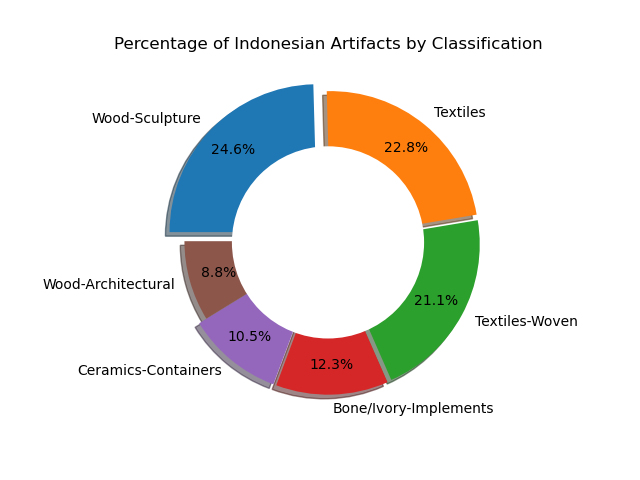 Percentage of Indonesian Artifacts by Classification
Wood-Sculpture
24.6%
Textiles
22.8%
Wood-Architectural
8.8%
Textiles-Woven
21.1%
Ceramics-Containers
10.5%
Bone/Ivory-Implements
12.3%